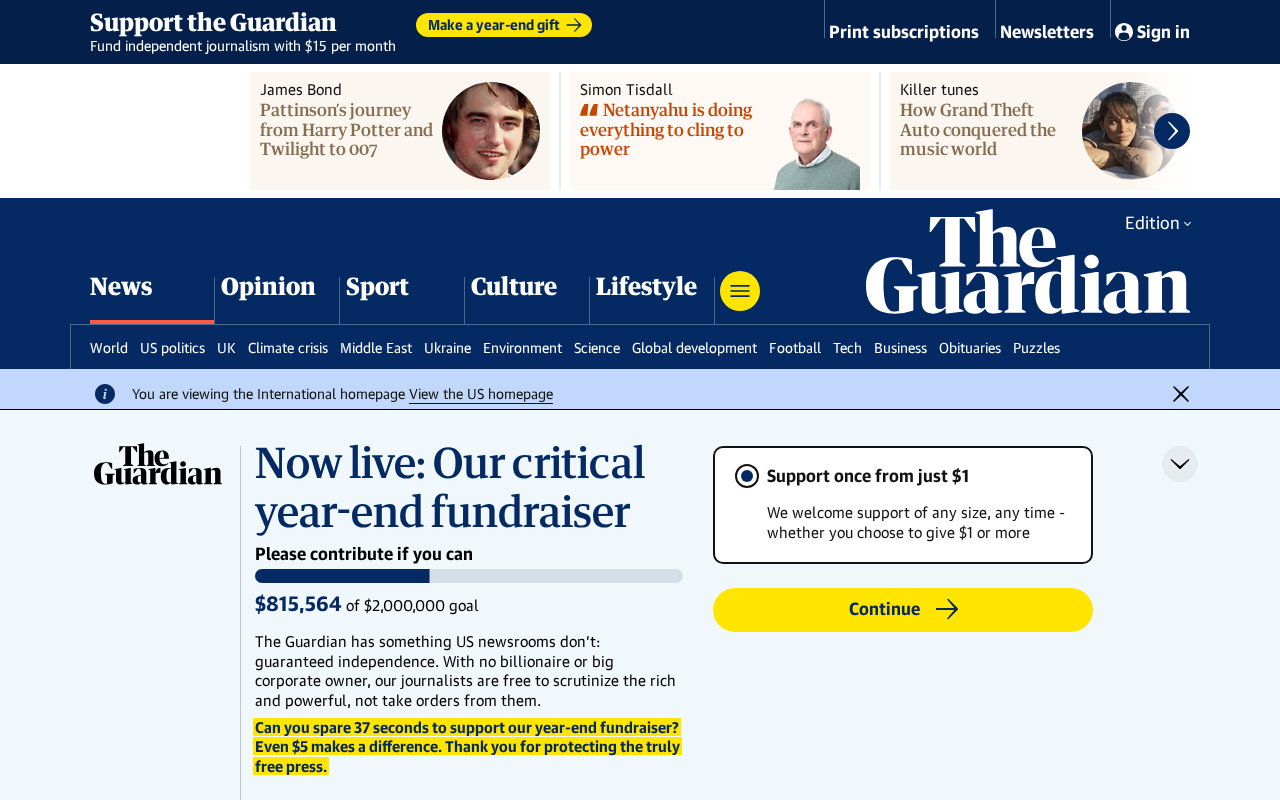 Support the Guardian
Fund independent journalism with $15 per month
Make a year-end gift
Print subscriptions
Newsletters
Sign in
James Bond
Pattinson's journey
from Harry Potter and
Twilight to 007
Simon Tisdall
Netanyahu is doing
everything to cling to
power
Killer tunes
How Grand Theft
Auto conquered the
music world
Edition
The
Guardian
News
Opinion
Sport
Culture
Lifestyle
World US politics UK Climate crisis Middle East Ukraine Environment Science Global development Football Tech Business Obituaries Puzzles
You are viewing the International homepage View the US homepage
The
Guardian
Now live: Our critical
year-end fundraiser
Please contribute if you can
$815,564 of $2,000,000 goal
The Guardian has something US newsrooms don't:
guaranteed independence. With no billionaire or big
corporate owner, our journalists are free to scrutinize the rich
and powerful, not take orders from them.
Can you spare 37 seconds to support our year-end fundraiser?
Even $5 makes a difference. Thank you for protecting the truly
free press.
Support once from just $1
We welcome support of any size, any time -
whether you choose to give $1 or more
Continue